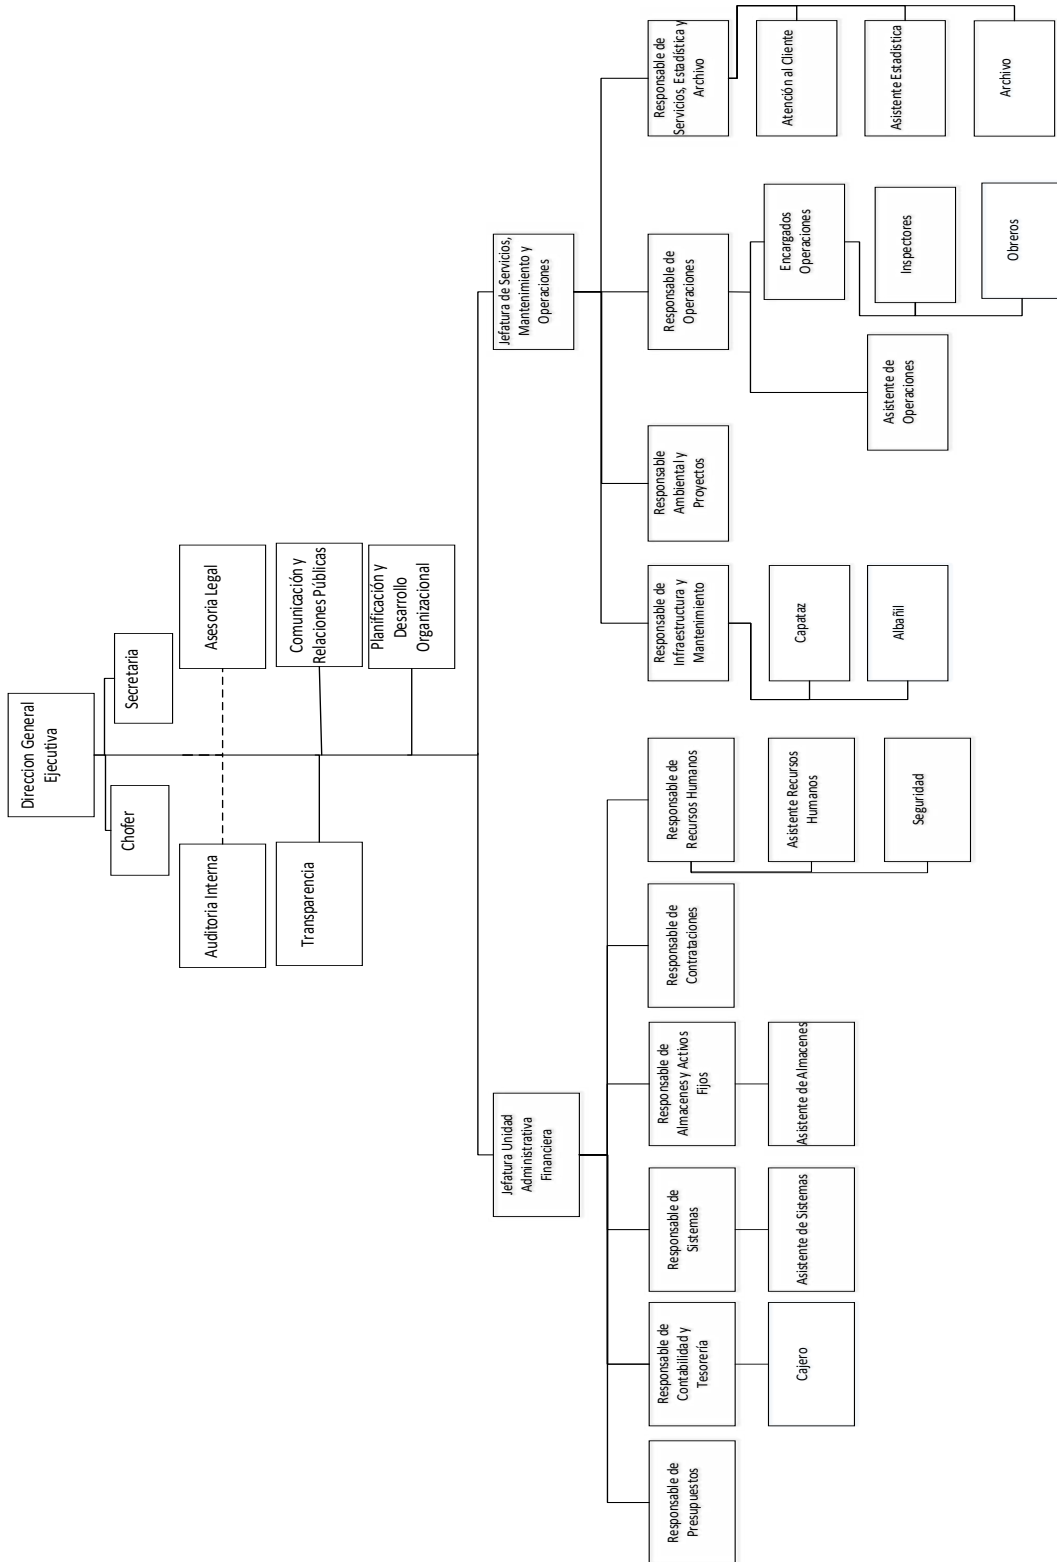 Direccion General
Ejecutiva
Chofer
Secretaria
Auditoria Interna
Asesoria Legal
Transparencia
Comunicación y
Relaciones Públicas
Planificación y
Desarrollo
Organizacional
Jefatura Unidad
Administrativa
Financiera
Jefatura de Servicios,
Mantenimiento y
Operaciones
Responsable de
Presupuestos
Responsable de
Contabilidad y
Tesorería
Responsable de
Sistemas
Responsable de
Almacenes y Activos
Fijos
Responsable de
Contrataciones
Responsable de
Recursos Humanos
Responsable de
Infraestructura y
Mantenimiento
Responsable
Ambiental y
Proyectos
Responsable de
Operaciones
Responsable de
Servicios, Estadística y
Archivo
Cajero
Asistente de Sistemas
Asistente de Almacenes
Asistente Recursos
Humanos
Capataz
Encargados
Operaciones
Atención al Cliente
Seguridad
Albañil
Asistente de
Operaciones
Inspectores
Asistente Estadística
Obreros
Archivo